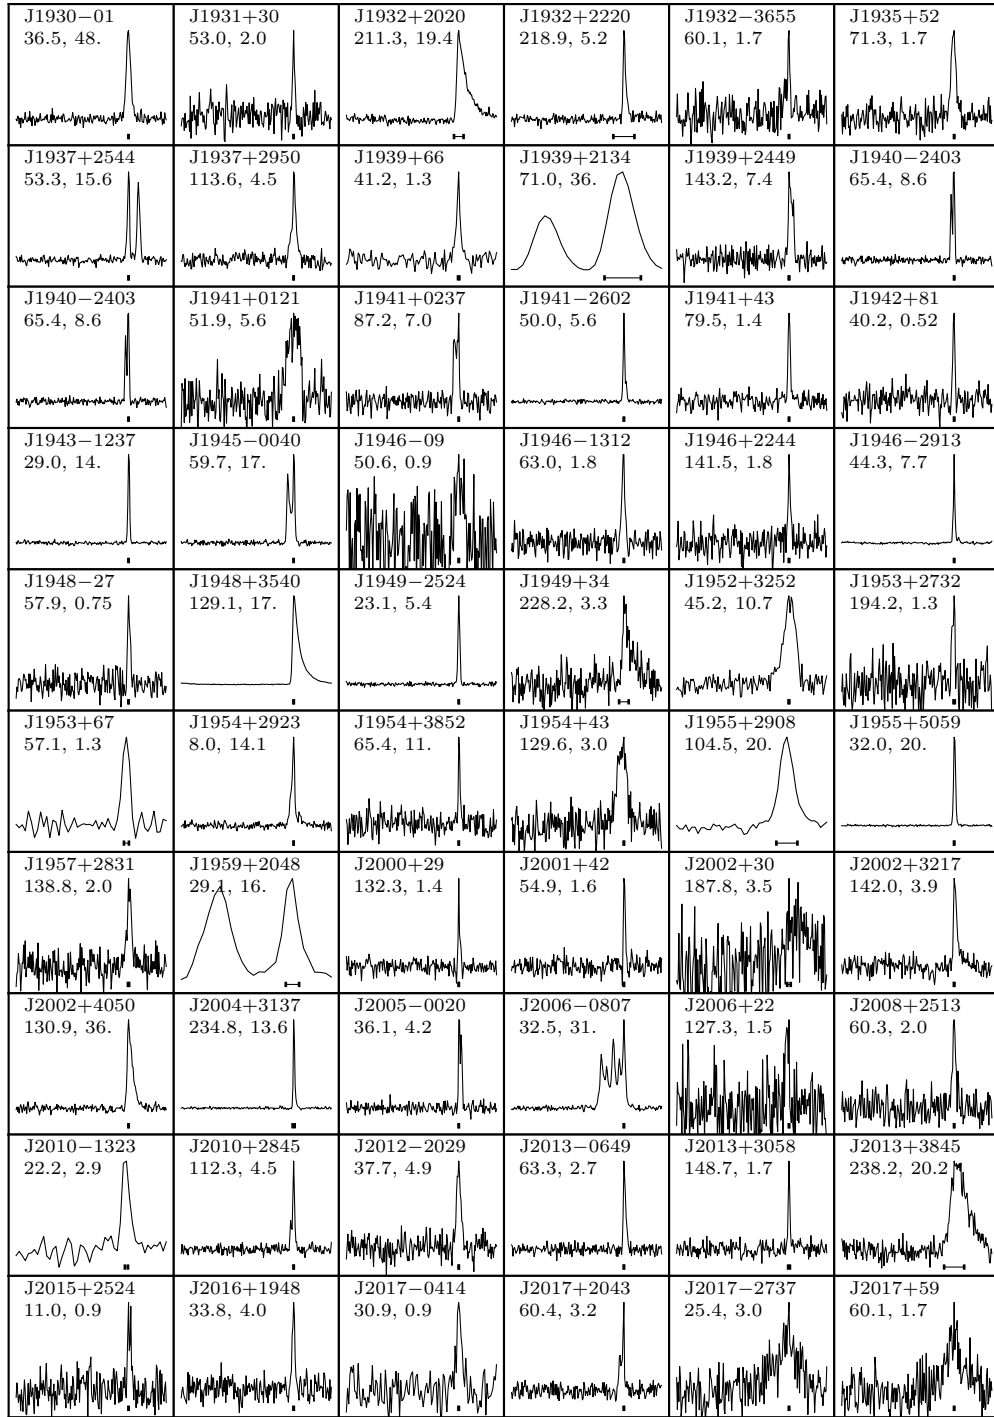 J1930−01
36.5, 48.
J1931+30
53.0, 2.0
J1932+2020
211.3, 19.4
J1932+2220
218.9, 5.2
J1932−3655
60.1, 1.7
J1935+52
71.3, 1.7
J1937+2544
53.3, 15.6
J1937+2950
113.6, 4.5
J1939+66
41.2, 1.3
J1939+2134
71.0, 36.
J1939+2449
143.2, 7.4
J1940−2403
65.4, 8.6
J1940−2403
65.4, 8.6
J1941+0121
51.9, 5.6
J1941+0237
87.2, 7.0
J1941−2602
50.0, 5.6
J1941+43
79.5, 1.4
J1942+81
40.2, 0.52
J1943−1237
29.0, 14.
J1945−0040
59.7, 17.
J1946−09
50.6, 0.9
J1946−1312
63.0, 1.8
J1946+2244
141.5, 1.8
J1946−2913
44.3, 7.7
J1948−27
57.9, 0.75
J1948+3540
129.1, 17.
J1949−2524
23.1, 5.4
J1949+34
228.2, 3.3
J1952+3252
45.2, 10.7
J1953+2732
194.2, 1.3
J1953+67
57.1, 1.3
J1954+2923
8.0, 14.1
J1954+3852
65.4, 11.
J1954+43
129.6, 3.0
J1955+2908
104.5, 20.
J1955+5059
32.0, 20.
J1957+2831
138.8, 2.0
J1959+2048
29.1, 16.
J2000+29
132.3, 1.4
J2001+42
54.9, 1.6
J2002+30
187.8, 3.5
J2002+3217
142.0, 3.9
J2002+4050
130.9, 36.
J2004+3137
234.8, 13.6
J2005−0020
36.1, 4.2
J2006−0807
32.5, 31.
J2006+22
127.3, 1.5
J2008+2513
60.3, 2.0
J2010−1323
22.2, 2.9
J2010+2845
112.3, 4.5
J2012−2029
37.7, 4.9
J2013−0649
63.3, 2.7
J2013+3058
148.7, 1.7
J2013+3845
238.2, 20.2
J2015+2524
11.0, 0.9
J2016+1948
33.8, 4.0
J2017−0414
30.9, 0.9
J2017+2043
60.4, 3.2
J2017−2737
25.4, 3.0
J2017+59
60.1, 1.7